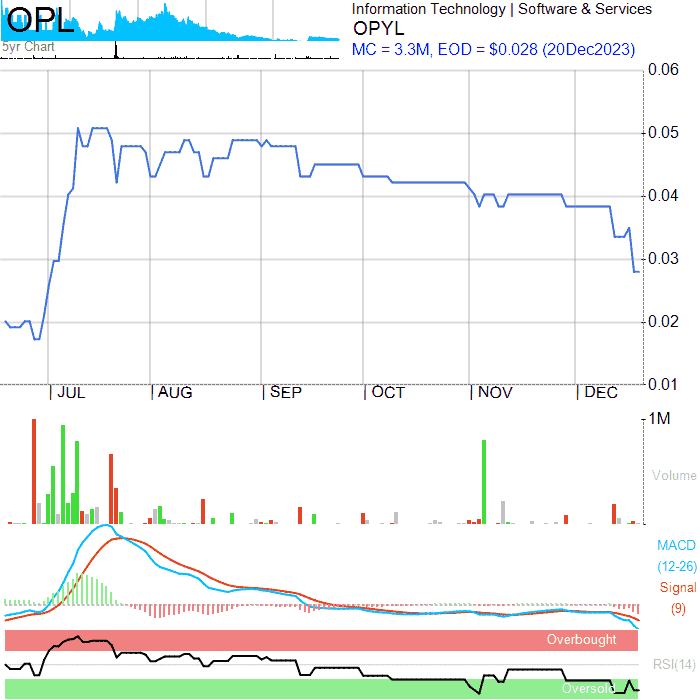 OPL
5yr Chart
Information Technology | Software & Services
OPYL
MC = 3.3M, EOD = $0.028 (20Dec2023)
0.06
0.05
0.04
0.03
0.02
0.01
JUL AUG SEP OCT NOV DEC
1M
Volume
MACD
(12-26)
Signal
(9)
Overbought
RSI(14)
Oversold